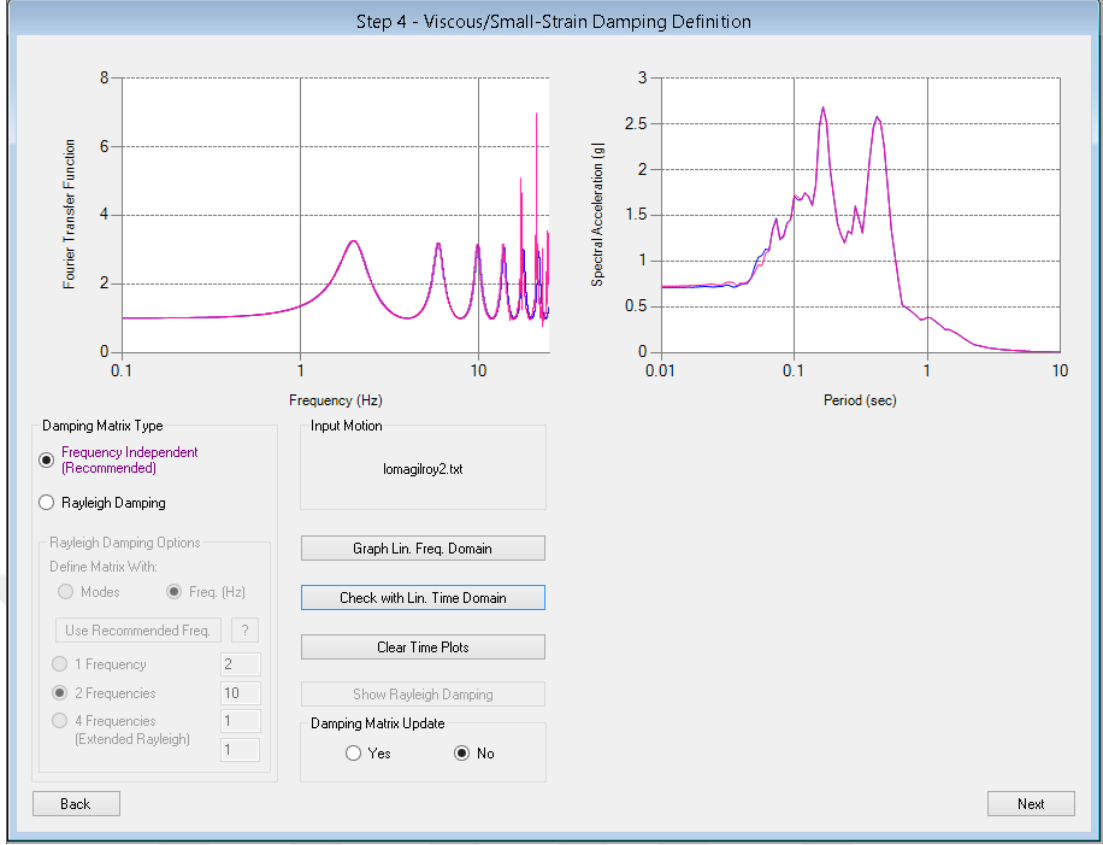 Step 4 - Viscous/Small-Strain Damping Definition
8
6
4
2
0
Fourier Transfer Function
0.1
1
10
Frequency (Hz)
3
2.5
2
1.5
1
0.5
0
Spectral Acceleration (g)
0.01
0.1
1
10
Period (sec)
Damping Matrix Type
Frequency Independent
(Recommended)
Rayleigh Damping
Rayleigh Damping Options
Define Matrix With:
Modes
Freq. (Hz)
Use Recommended Freq.
?
1 Frequency
2
2 Frequencies
10
4 Frequencies
(Extended Rayleigh)
1
1
Input Motion
lomagilroy2.txt
Graph Lin. Freq. Domain
Check with Lin. Time Domain
Clear Time Plots
Show Rayleigh Damping
Damping Matrix Update
Yes
No
Back
Next